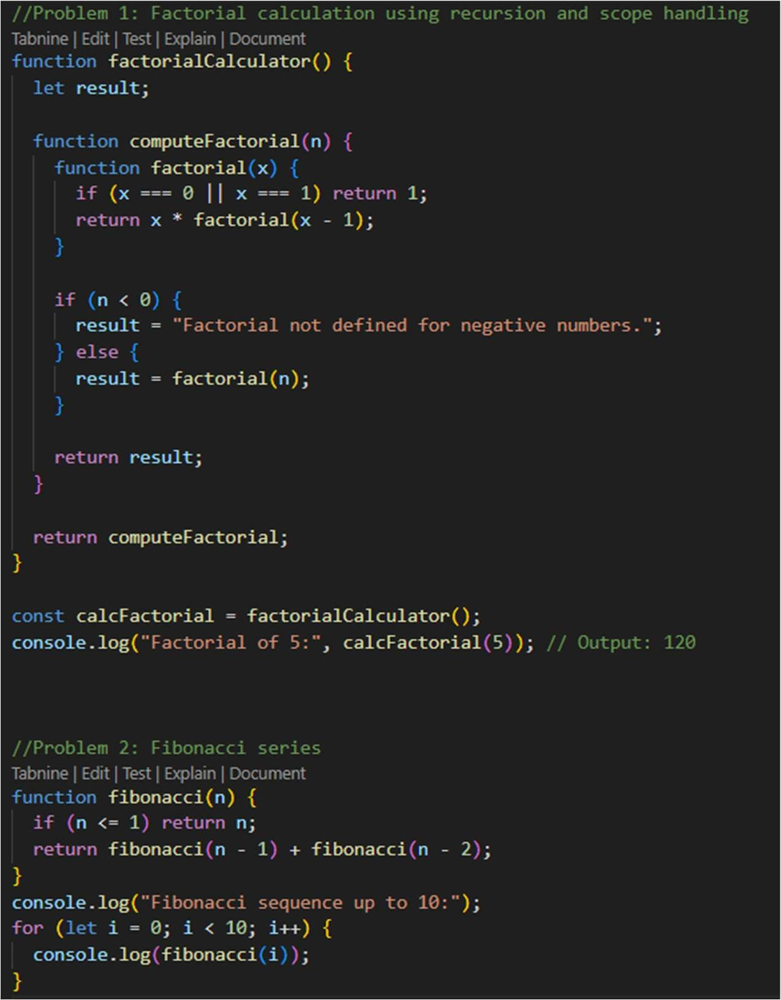 //Problem 1: Factorial calculation using recursion and scope handling
Tabnine | Edit | Test | Explain | Document
function factorialCalculator() {
  let result;

  function computeFactorial(n) {
    function factorial(x) {
      if (x === 0 || x === 1) return 1;
      return x * factorial(x - 1);
    }

    if (n < 0) {
      result = "Factorial not defined for negative numbers.";
    } else {
      result = factorial(n);
    }

    return result;
  }

  return computeFactorial;
}

const calcFactorial = factorialCalculator();
console.log("Factorial of 5:", calcFactorial(5)); // Output: 120

//Problem 2: Fibonacci series
Tabnine | Edit | Test | Explain | Document
function fibonacci(n) {
  if (n <= 1) return n;
  return fibonacci(n - 1) + fibonacci(n - 2);
}
console.log("Fibonacci sequence up to 10:");
for (let i = 0; i < 10; i++) {
  console.log(fibonacci(i));
}